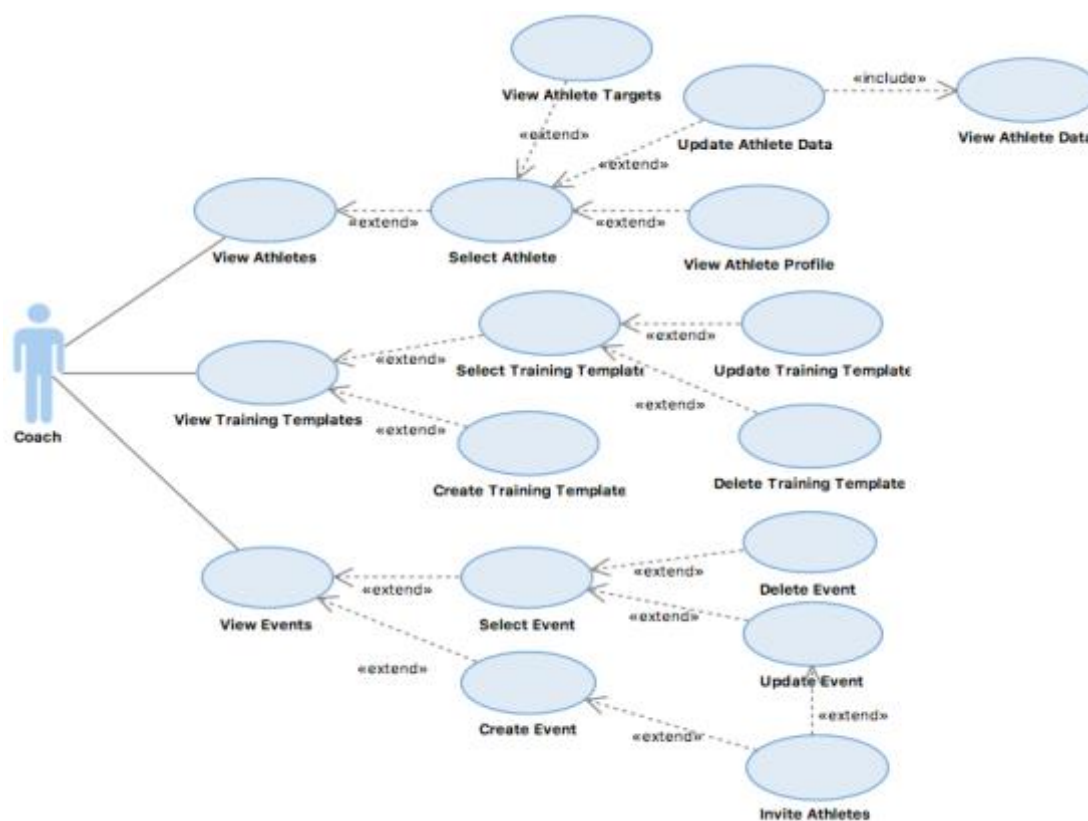 View Athlete Targets
«include»
«extend»
Update Athlete Data
View Athlete Data
«extend»
«extend»
«extend»
View Athletes
Select Athlete
View Athlete Profile
«extend»
«extend»
Select Training Template
Update Training Template
View Training Templates
«extend»
«extend»
Coach
Create Training Template
Delete Training Template
«extend»
Delete Event
«extend»
View Events
Select Event
«extend»
«extend»
Update Event
Create Event
«extend»
«extend»
Invite Athletes